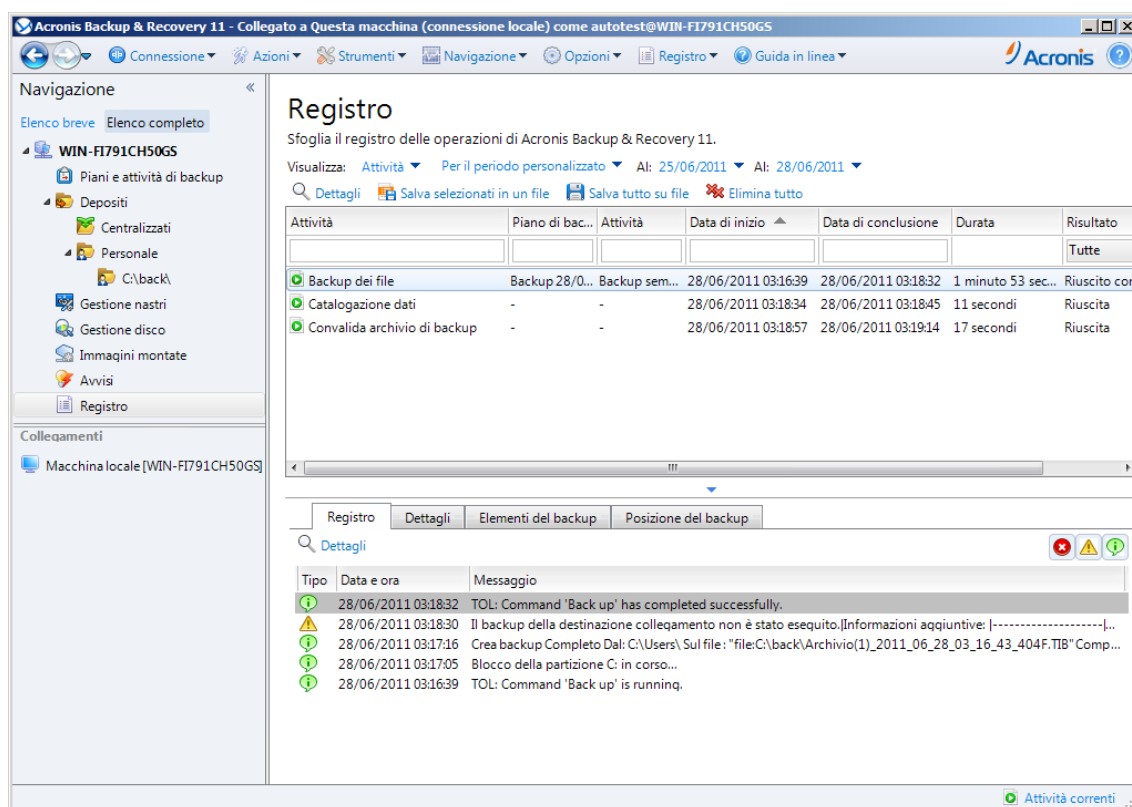 Acronis Backup & Recovery 11 - Collegato a Questa macchina (connessione locale) come autotest@WIN-FI791CH50GS
Connessione Azioni Strumenti Navigazione Opzioni Registro Guida in linea Acronis
Navigazione
Elenco breve Elenco completo
WIN-FI791CH50GS
Piani e attività di backup
Depositi
Centralizzati
Personale
C:\back\
Gestione nastri
Gestione disco
Immagini montate
Avvisi
Registro
Collegamenti
Macchina locale [WIN-FI791CH50GS]
Registro
Sfoglia il registro delle operazioni di Acronis Backup & Recovery 11.
Visualizza: Attività Per il periodo personalizzato Al: 25/06/2011 Al: 28/06/2011
Dettagli Salva selezionati in un file Salva tutto su file Elimina tutto
Attività Piano di bac... Attività Data di inizio Data di conclusione Durata Risultato
Tutte
Backup dei file Backup 28/0... Backup sem... 28/06/2011 03:16:39 28/06/2011 03:18:32 1 minuto 53 sec... Riuscito con
Catalogazione dati - - 28/06/2011 03:18:34 28/06/2011 03:18:45 11 secondi Riuscita
Convalida archivio di backup - - 28/06/2011 03:18:57 28/06/2011 03:19:14 17 secondi Riuscita
Registro Dettagli Elementi del backup Posizione del backup
Dettagli
Tipo Data e ora Messaggio
28/06/2011 03:18:32 TOL: Command 'Back up' has completed successfully.
28/06/2011 03:18:30 Il backup della destinazione collegamento non è stato eseguito.|Informazioni aggiuntive: |--------------------|...
28/06/2011 03:17:16 Crea backup Completo Dal: C:\Users\ Sul file : "file:C:\back\Archivio(1)_2011_06_28_03_16_43_404F.TIB" Comp...
28/06/2011 03:17:05 Blocco della partizione C: in corso...
28/06/2011 03:16:39 TOL: Command 'Back up' is running.
Attività correnti